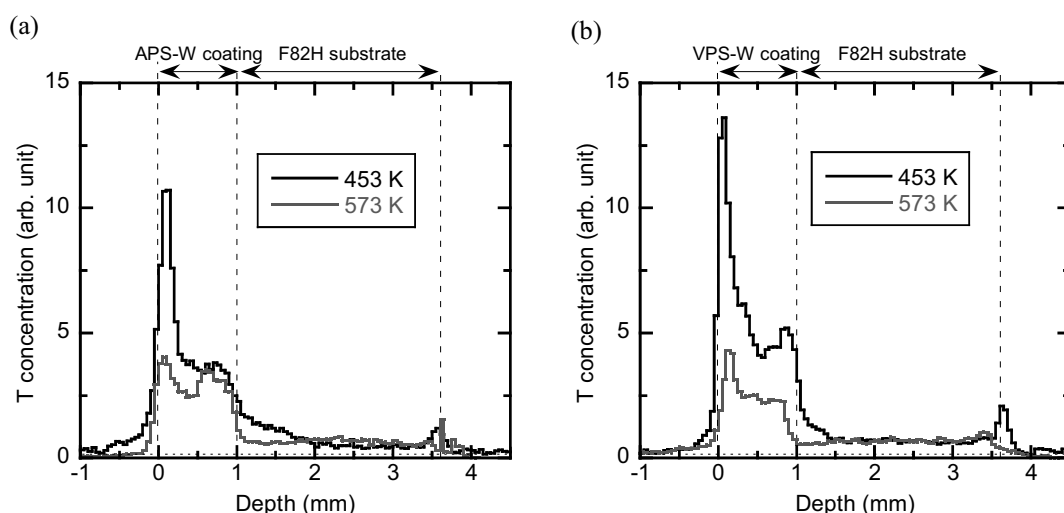 (a)
APS-W coating F82H substrate
15
10
5
0
T concentration (arb. unit)
453 K
573 K
-1 0 1 2 3 4
Depth (mm)
(b)
VPS-W coating F82H substrate
15
10
5
0
T concentration (arb. unit)
453 K
573 K
-1 0 1 2 3 4
Depth (mm)